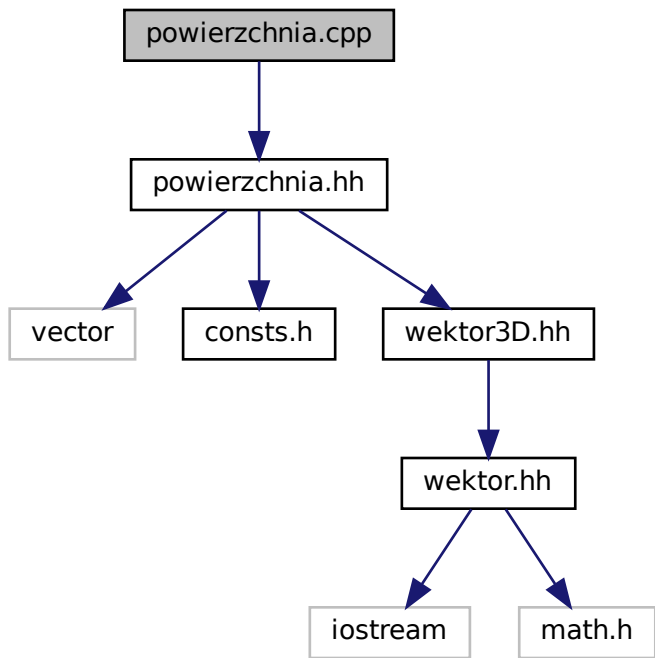 powierzchnia.cpp
powierzchnia.hh
vector
consts.h
wektor3D.hh
wektor.hh
iostream
math.h